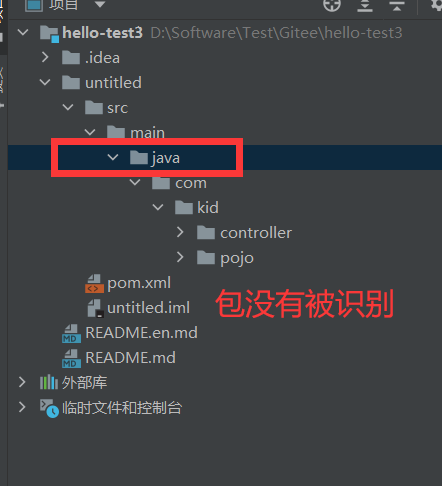 项目
hello-test3 D:\Software\Test\Gitee\hello-test3
.idea
untitled
src
main
java
com
kid
controller
pojo
pom.xml
untitled.iml
包没有被识别
README.en.md
README.md
外部库
临时文件和控制台